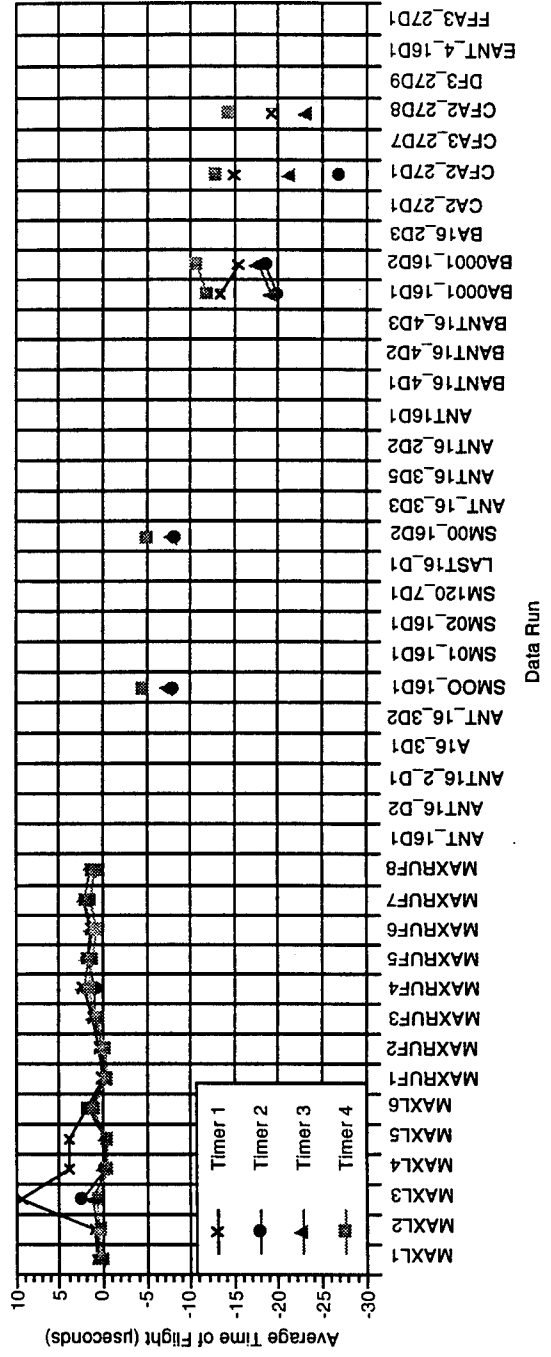 Average Time of Flight (µseconds)
10
5
0
-5
-10
-15
-20
-25
-30
Timer 1
Timer 2
Timer 3
Timer 4
MAXL1
MAXL2
MAXL3
MAXL4
MAXL5
MAXL6
MAXRUF1
MAXRUF2
MAXRUF3
MAXRUF4
MAXRUF5
MAXRUF6
MAXRUF7
MAXRUF8
ANT_16D1
ANT16_D2
ANT16_2_D1
A16_3D1
ANT_16_3D2
SMOO_16D1
SM01_16D1
SM02_16D1
SM120_7D1
LAST16_D1
SM00_16D2
ANT_16_3D3
ANT16_3D5
ANT16_2D2
ANT16D1
BANT16_4D1
BANT16_4D2
BANT16_4D3
BA0001_16D1
BA0001_16D2
BA16_2D3
CA2_27D1
CFA2_27D1
CFA3_27D7
CFA2_27D8
DF3_27D9
EANT_4_16D1
FFA3_27D1
Data Run